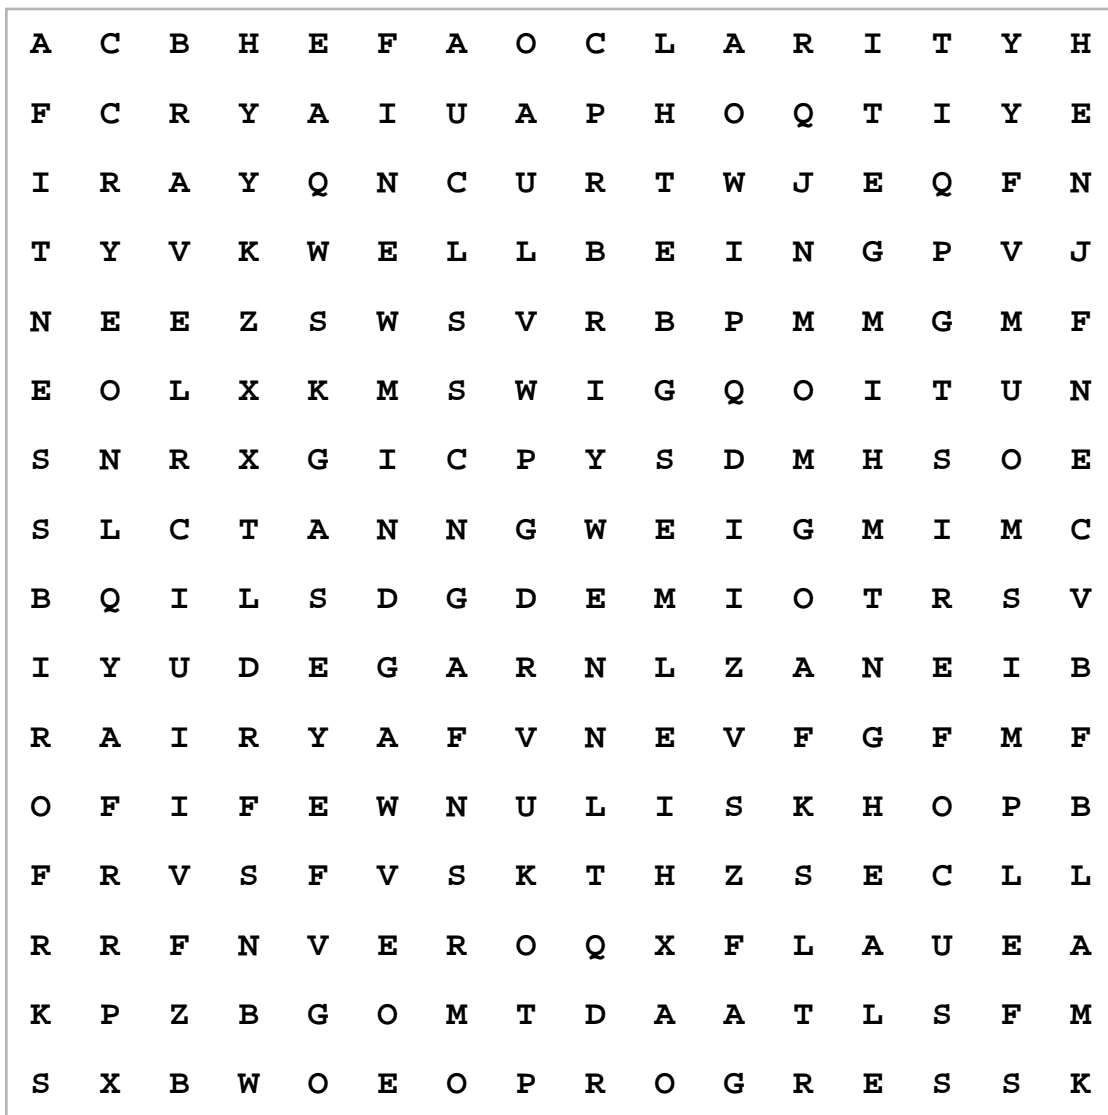 A C B H E F A O C L A R I T Y H
F C R Y A I U A P H O Q T I Y E
I R A Y Q N C U R T W J E Q F N
T Y V K W E L L B E I N G P V J
N E E Z S W S V R B P M M G M F
E O L X K M S W I G Q O I T U N
S N R X G I C P Y S D M H S O E
S L C T A N N G W E I G M I M C
B Q I L S D G D E M I O T R S V
I Y U D E G A R N L Z A N E I B
R A I R Y A F V N E V F G F M F
O F I F E W N U L I S K H O P B
F R V S F V S K T H Z S E C L L
R R F N V E R O Q X F L A U E A
K P Z B G O M T D A A T L S F M
S X B W O E O P R O G R E S S K